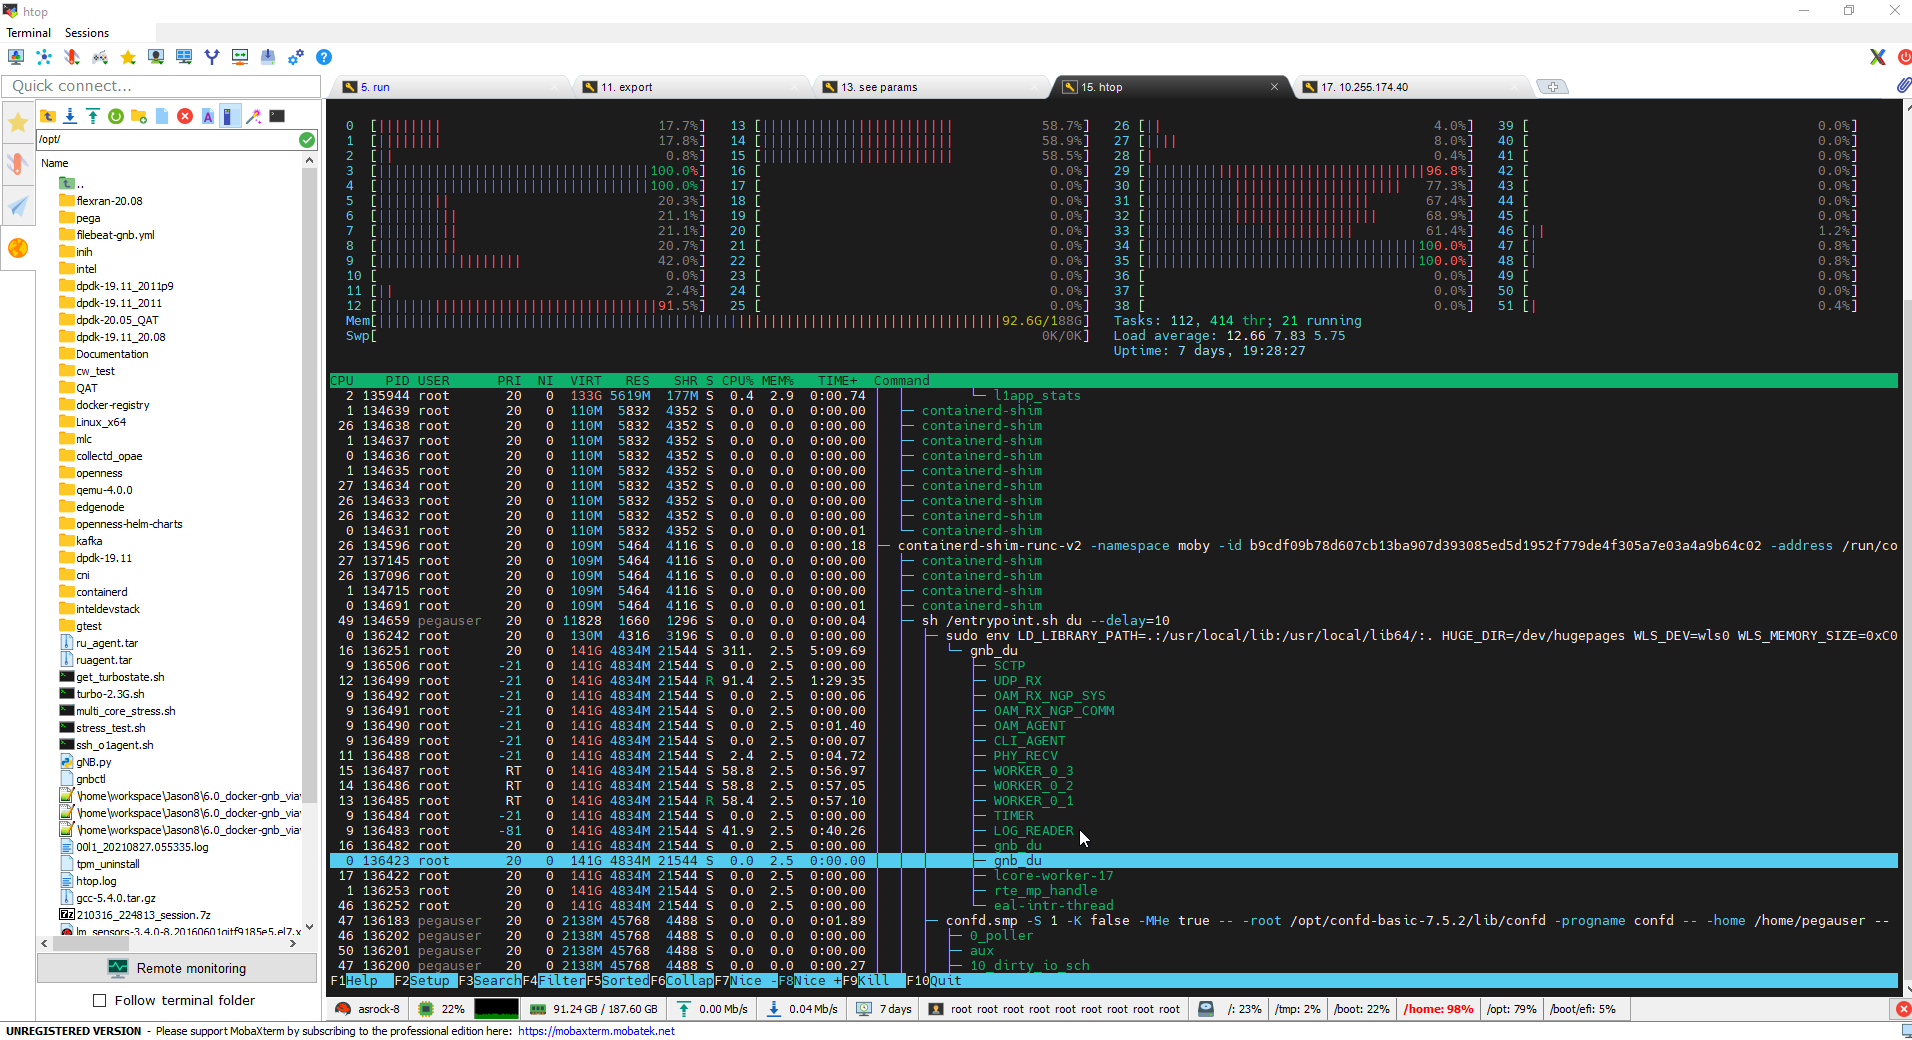 htop
Terminal Sessions
Quick connect...
5. run
11. export
13. see params
15. htop
17. 10.255.174.40
/opt/
Name
..
flexran-20.08
pega
filebeat-gnb.yml
inih
intel
dpdk-19.11_2011p9
dpdk-19.11_2011
dpdk-20.05_QAT
dpdk-19.11_20.08
Documentation
cw_test
QAT
docker-registry
Linux_x64
mlc
collectd_opae
openness
qemu-4.0.0
edgenode
openness-helm-charts
kafka
dpdk-19.11
cni
containerd
inteldevstack
gtest
ru_agent.tar
ruagent.tar
get_turbostate.sh
turbo-2.3G.sh
multi_core_stress.sh
stress_test.sh
ssh_o1agent.sh
gNB.py
gnbctl
\home\workspace\Jason8\6.0_docker-gnb_viav
\home\workspace\Jason8\6.0_docker-gnb_viav
\home\workspace\Jason8\6.0_docker-gnb_viav
00l1_20210827.055335.log
tpm_uninstall
htop.log
gcc-5.4.0.tar.gz
210316_224813_session.7z
lm_sensors-3.4.0-8.20160601gitf9185e5.el7.x
Remote monitoring
Follow terminal folder
0 [ 17.7%] 13 [ 58.7%] 26 [ 4.0%] 39 [ 0.0%]
1 [ 17.8%] 14 [ 58.9%] 27 [ 8.0%] 40 [ 0.0%]
2 [ 0.8%] 15 [ 58.5%] 28 [ 0.4%] 41 [ 0.0%]
3 [ 100.0%] 16 [ 0.0%] 29 [ 96.8%] 42 [ 0.0%]
4 [ 100.0%] 17 [ 0.0%] 30 [ 77.3%] 43 [ 0.0%]
5 [ 20.3%] 18 [ 0.0%] 31 [ 67.4%] 44 [ 0.0%]
6 [ 21.1%] 19 [ 0.0%] 32 [ 68.9%] 45 [ 0.0%]
7 [ 21.1%] 20 [ 0.0%] 33 [ 61.4%] 46 [ 1.2%]
8 [ 20.7%] 21 [ 0.0%] 34 [ 100.0%] 47 [ 0.8%]
9 [ 42.0%] 22 [ 0.0%] 35 [ 100.0%] 48 [ 0.8%]
10 [ 0.0%] 23 [ 0.0%] 36 [ 0.0%] 49 [ 0.0%]
11 [ 2.4%] 24 [ 0.0%] 37 [ 0.0%] 50 [ 0.0%]
12 [ 91.5%] 25 [ 0.0%] 38 [ 0.0%] 51 [ 0.4%]
Mem[ 92.6G/188G] Tasks: 112, 414 thr; 21 running
Swp[ 0K/0K] Load average: 12.66 7.83 5.75
Uptime: 7 days, 19:28:27
CPU PID USER PRI NI VIRT RES SHR S CPU% MEM% TIME+ Command
2 135944 root 20 0 133G 5619M 177M S 0.4 2.9 0:00.74 l1app_stats
1 134639 root 20 0 110M 5832 4352 S 0.0 0.0 0:00.00 containerd-shim
26 134638 root 20 0 110M 5832 4352 S 0.0 0.0 0:00.00 containerd-shim
1 134637 root 20 0 110M 5832 4352 S 0.0 0.0 0:00.00 containerd-shim
0 134636 root 20 0 110M 5832 4352 S 0.0 0.0 0:00.00 containerd-shim
1 134635 root 20 0 110M 5832 4352 S 0.0 0.0 0:00.00 containerd-shim
27 134634 root 20 0 110M 5832 4352 S 0.0 0.0 0:00.00 containerd-shim
26 134633 root 20 0 110M 5832 4352 S 0.0 0.0 0:00.00 containerd-shim
26 134632 root 20 0 110M 5832 4352 S 0.0 0.0 0:00.00 containerd-shim
0 134631 root 20 0 110M 5832 4352 S 0.0 0.0 0:00.01 containerd-shim
26 134596 root 20 0 109M 5464 4116 S 0.0 0.0 0:00.18 containerd-shim-runc-v2 -namespace moby -id b9cdf09b78d607cb13ba907d393085ed5d1952f779de4f305a7e03a4a9b64c02 -address /run/co
27 137145 root 20 0 109M 5464 4116 S 0.0 0.0 0:00.00 containerd-shim
26 137096 root 20 0 109M 5464 4116 S 0.0 0.0 0:00.00 containerd-shim
1 134715 root 20 0 109M 5464 4116 S 0.0 0.0 0:00.00 containerd-shim
0 134691 root 20 0 109M 5464 4116 S 0.0 0.0 0:00.01 containerd-shim
49 134659 pegauser 20 0 11828 1660 1296 S 0.0 0.0 0:00.04 sh /entrypoint.sh du --delay=10
0 136242 root 20 0 130M 4316 3196 S 0.0 0.0 0:00.00 sudo env LD_LIBRARY_PATH=.:/usr/local/lib:/usr/local/lib64/:. HUGE_DIR=/dev/hugepages WLS_DEV=wls0 WLS_MEMORY_SIZE=0xC0
16 136251 root 20 0 141G 4834M 21544 S 311. 2.5 5:09.69 gnb_du
9 136506 root -21 0 141G 4834M 21544 S 0.0 2.5 0:00.00 SCTP
12 136499 root -21 0 141G 4834M 21544 R 91.4 2.5 1:29.35 UDP_RX
9 136492 root -21 0 141G 4834M 21544 S 0.0 2.5 0:00.06 OAM_RX_NGP_SYS
9 136491 root -21 0 141G 4834M 21544 S 0.0 2.5 0:00.00 OAM_RX_NGP_COMM
9 136490 root -21 0 141G 4834M 21544 S 0.0 2.5 0:01.40 OAM_AGENT
9 136489 root -21 0 141G 4834M 21544 S 0.0 2.5 0:00.07 CLI_AGENT
11 136488 root -21 0 141G 4834M 21544 S 2.4 2.5 0:04.72 PHY_RECV
15 136487 root RT 0 141G 4834M 21544 S 58.8 2.5 0:56.97 WORKER_0_3
14 136486 root RT 0 141G 4834M 21544 S 58.8 2.5 0:57.05 WORKER_0_2
13 136485 root RT 0 141G 4834M 21544 R 58.4 2.5 0:57.10 WORKER_0_1
9 136484 root -21 0 141G 4834M 21544 S 0.0 2.5 0:00.00 TIMER
9 136483 root -81 0 141G 4834M 21544 S 41.9 2.5 0:40.26 LOG_READER
16 136482 root 20 0 141G 4834M 21544 S 0.0 2.5 0:00.00 gnb_du
0 136423 root 20 0 141G 4834M 21544 S 0.0 2.5 0:00.00 gnb_du
17 136422 root 20 0 141G 4834M 21544 S 0.0 2.5 0:00.00 lcore-worker-17
1 136253 root 20 0 141G 4834M 21544 S 0.0 2.5 0:00.00 rte_mp_handle
46 136252 root 20 0 141G 4834M 21544 S 0.0 2.5 0:00.00 eal-intr-thread
47 136183 pegauser 20 0 2138M 45768 4488 S 0.0 0.0 0:01.89 confd.smp -S 1 -K false -MHe true -- -root /opt/confd-basic-7.5.2/lib/confd -progname confd -- -home /home/pegauser --
46 136202 pegauser 20 0 2138M 45768 4488 S 0.0 0.0 0:00.00 0_poller
46 136201 pegauser 20 0 2138M 45768 4488 S 0.0 0.0 0:00.00 aux
47 136200 pegauser 20 0 2138M 45768 4488 S 0.0 0.0 0:00.27 10_dirty_io_sch
F1Help F2Setup F3SearchF4FilterF5SortedF6CollapF7Nice -F8Nice +F9Kill F10Quit
asrock-8 22% 91.24 GB / 187.60 GB 0.00 Mb/s 0.04 Mb/s 7 days root root root root root root root root root /: 23% /tmp: 2% /boot: 22% /home: 98% /opt: 79% /boot/efi: 5%
UNREGISTERED VERSION - Please support MobaXterm by subscribing to the professional edition here: https://mobaxterm.mobatek.net